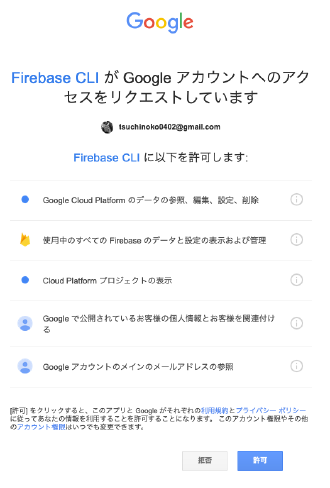 Google
Firebase CLI が Google アカウントへのアク
セスをリクエストしています
tsuchinoko0402@gmail.com
Firebase CLI に以下を許可します:
Google Cloud Platform のデータの参照、編集、設定、削除
使用中のすべての Firebase のデータと設定の表示および管理
Cloud Platform プロジェクトの表示
Google で公開されているお客様の個人情報とお客様を関連付け
る
Google アカウントのメインのメールアドレスの参照
[許可] をクリックすると、このアプリと Google がそれぞれの利用規約とプライバシー ポリシー
に従ってあなたの情報を利用することを許可することになります。 このアカウント権限やその他
のアカウント権限はいつでも変更できます。
拒否
許可